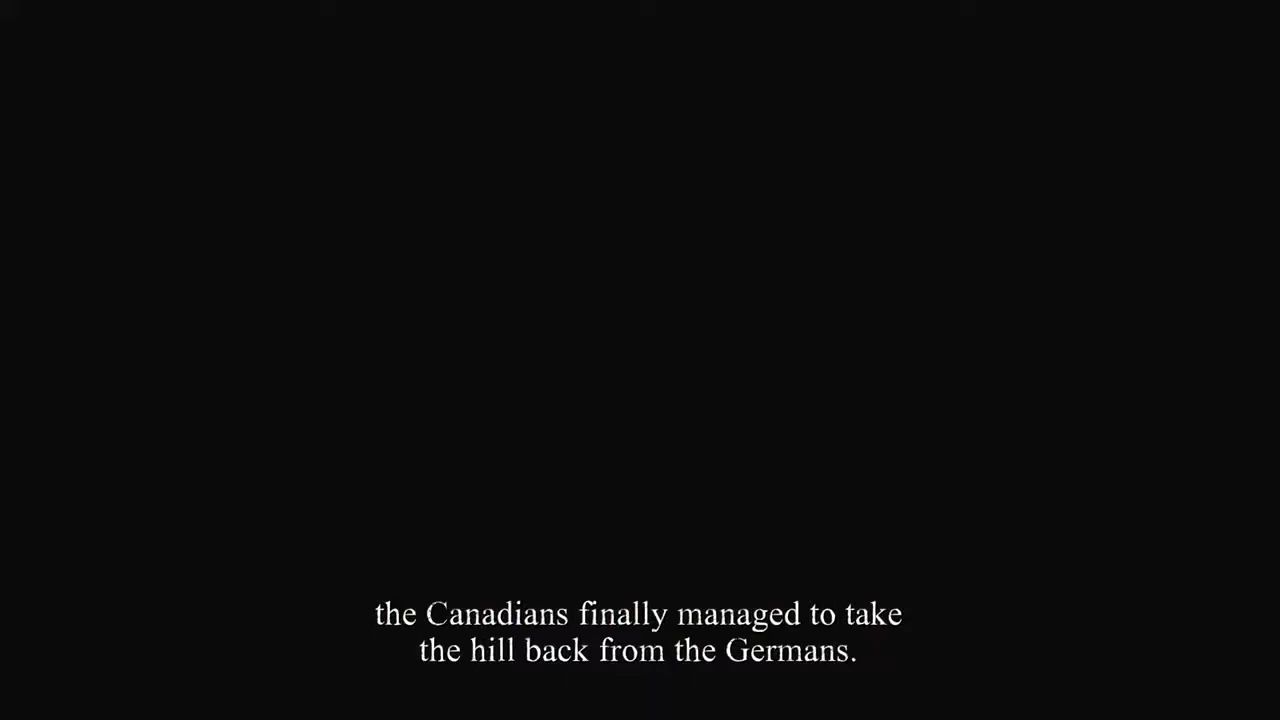 the Canadians finally managed to take
the hill back from the Germans.